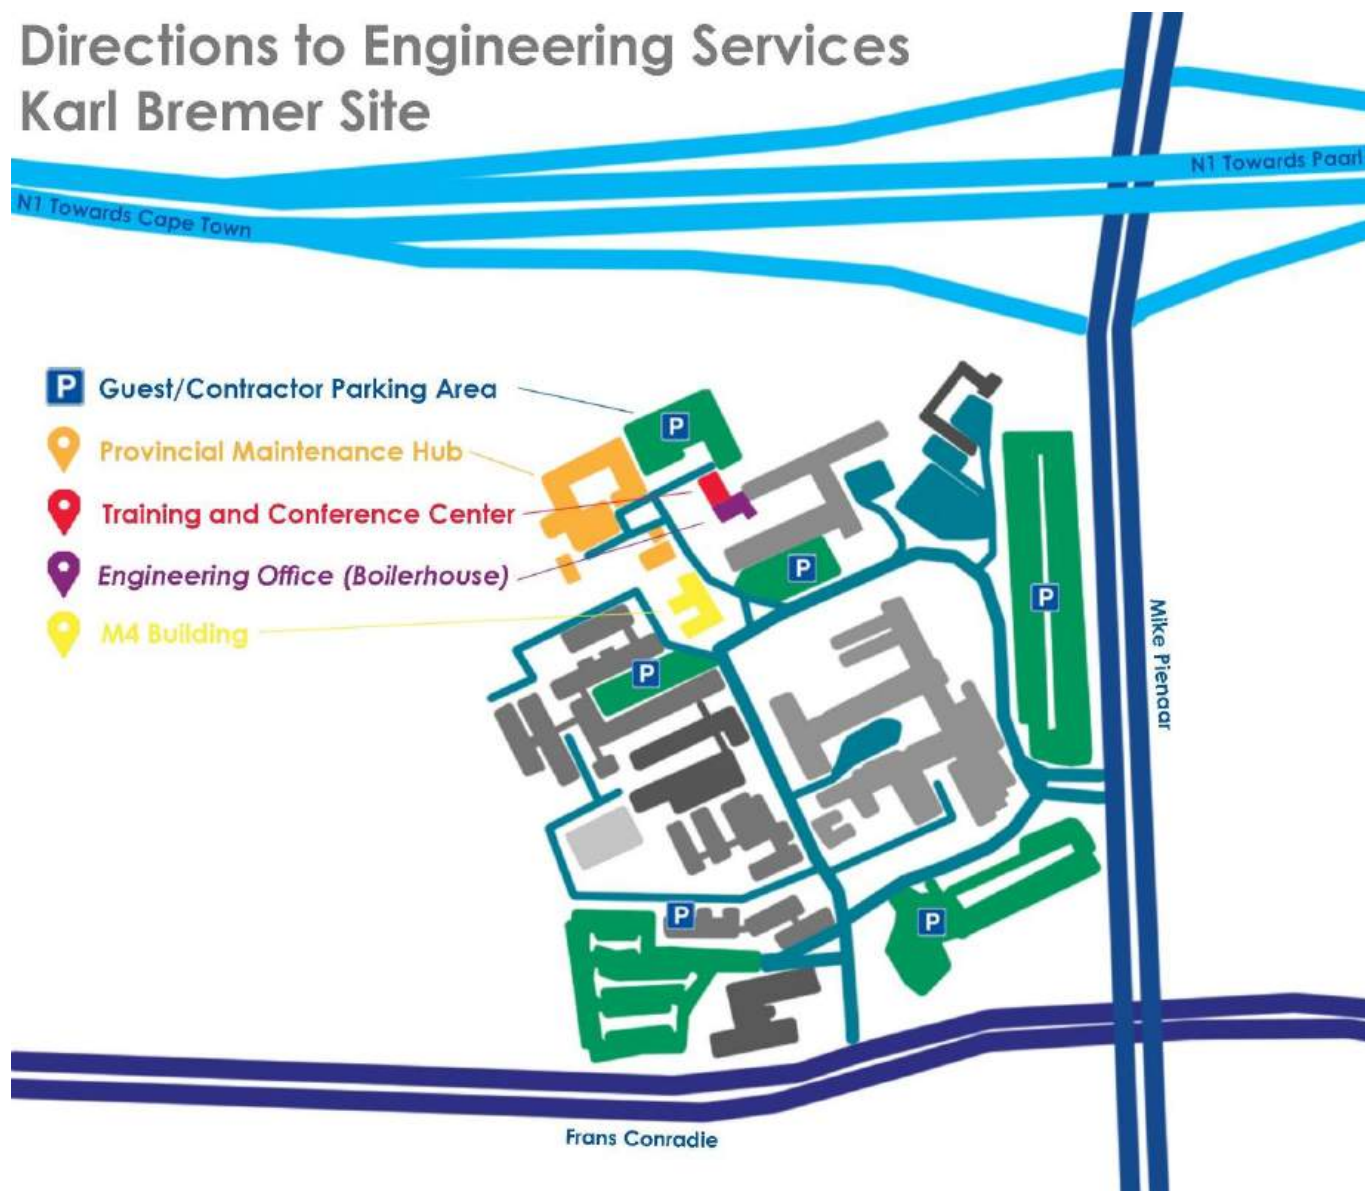 Directions to Engineering Services
Karl Bremer Site
N1 Towards Paarl
N1 Towards Cape Town
P Guest/Contractor Parking Area
P
Provincial Maintenance Hub
Training and Conference Center
Engineering Office (Boilerhouse)
P
P
M4 Building
Mike Pienaar
P
P
P
Frans Conradie